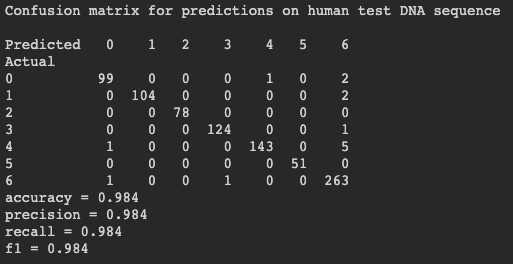 Confusion matrix for predictions on human test DNA sequence
Predicted 0 1 2 3 4 5 6
Actual
0 99 0 0 0 1 0 2
1 0 104 0 0 0 0 2
2 0 0 78 0 0 0 0
3 0 0 0 124 0 0 1
4 1 0 0 0 143 0 5
5 0 0 0 0 0 51 0
6 1 0 0 1 0 0 263
accuracy = 0.984
precision = 0.984
recall = 0.984
f1 = 0.984